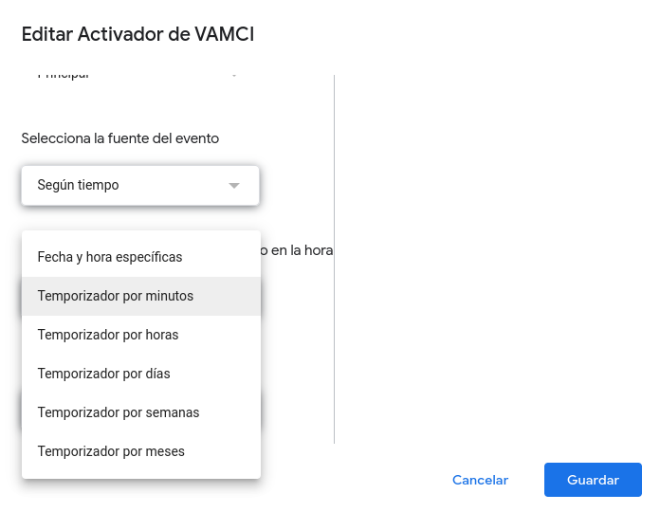 Editar Activador de VAMCI
Selecciona la fuente del evento
Según tiempo
o en la hora
Fecha y hora específicas
Temporizador por minutos
Temporizador por horas
Temporizador por días
Temporizador por semanas
Temporizador por meses
Cancelar
Guardar